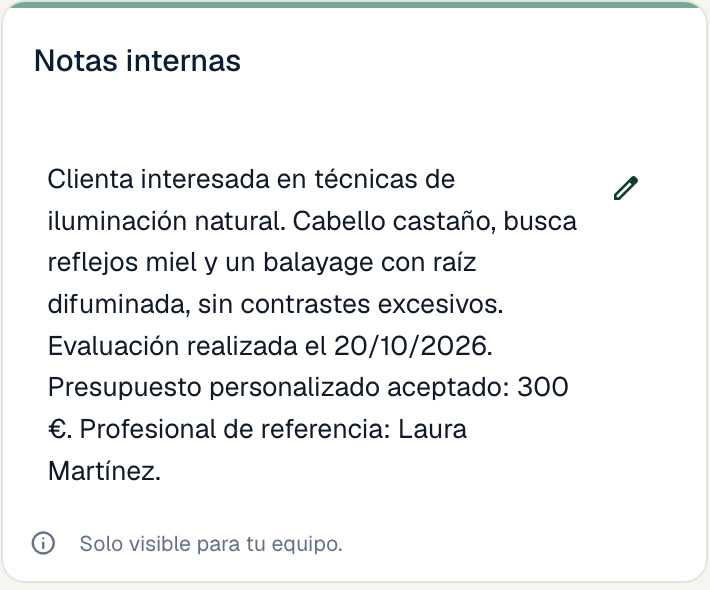 Notas internas
Clienta interesada en técnicas de
iluminación natural. Cabello castaño, busca
reflejos miel y un balayage con raíz
difuminada, sin contrastes excesivos.
Evaluación realizada el 20/10/2026.
Presupuesto personalizado aceptado: 300
€. Profesional de referencia: Laura
Martínez.
Solo visible para tu equipo.